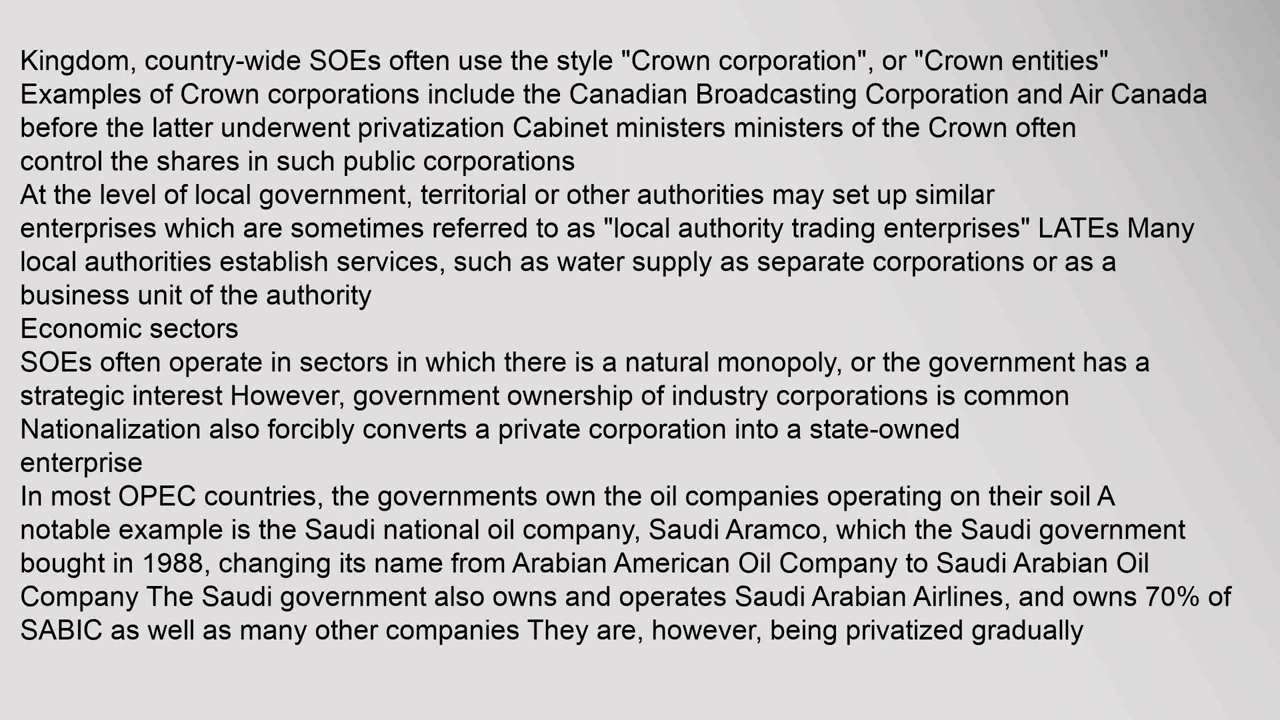 Kingdom, country-wide SOEs often use the style "Crown corporation", or "Crown entities"
Examples of Crown corporations include the Canadian Broadcasting Corporation and Air Canada
before the latter underwent privatization Cabinet ministers ministers of the Crown often
control the shares in such public corporations
At the level of local government, territorial or other authorities may set up similar
enterprises which are sometimes referred to as "local authority trading enterprises" LATEs Many
local authorities establish services, such as water supply as separate corporations or as a
business unit of the authority
Economic sectors
SOEs often operate in sectors in which there is a natural monopoly, or the government has a
strategic interest However, government ownership of industry corporations is common
Nationalization also forcibly converts a private corporation into a state-owned
enterprise
In most OPEC countries, the governments own the oil companies operating on their soil A
notable example is the Saudi national oil company, Saudi Aramco, which the Saudi government
bought in 1988, changing its name from Arabian American Oil Company to Saudi Arabian Oil
Company The Saudi government also owns and operates Saudi Arabian Airlines, and owns 70% of
SABIC as well as many other companies They are, however, being privatized gradually